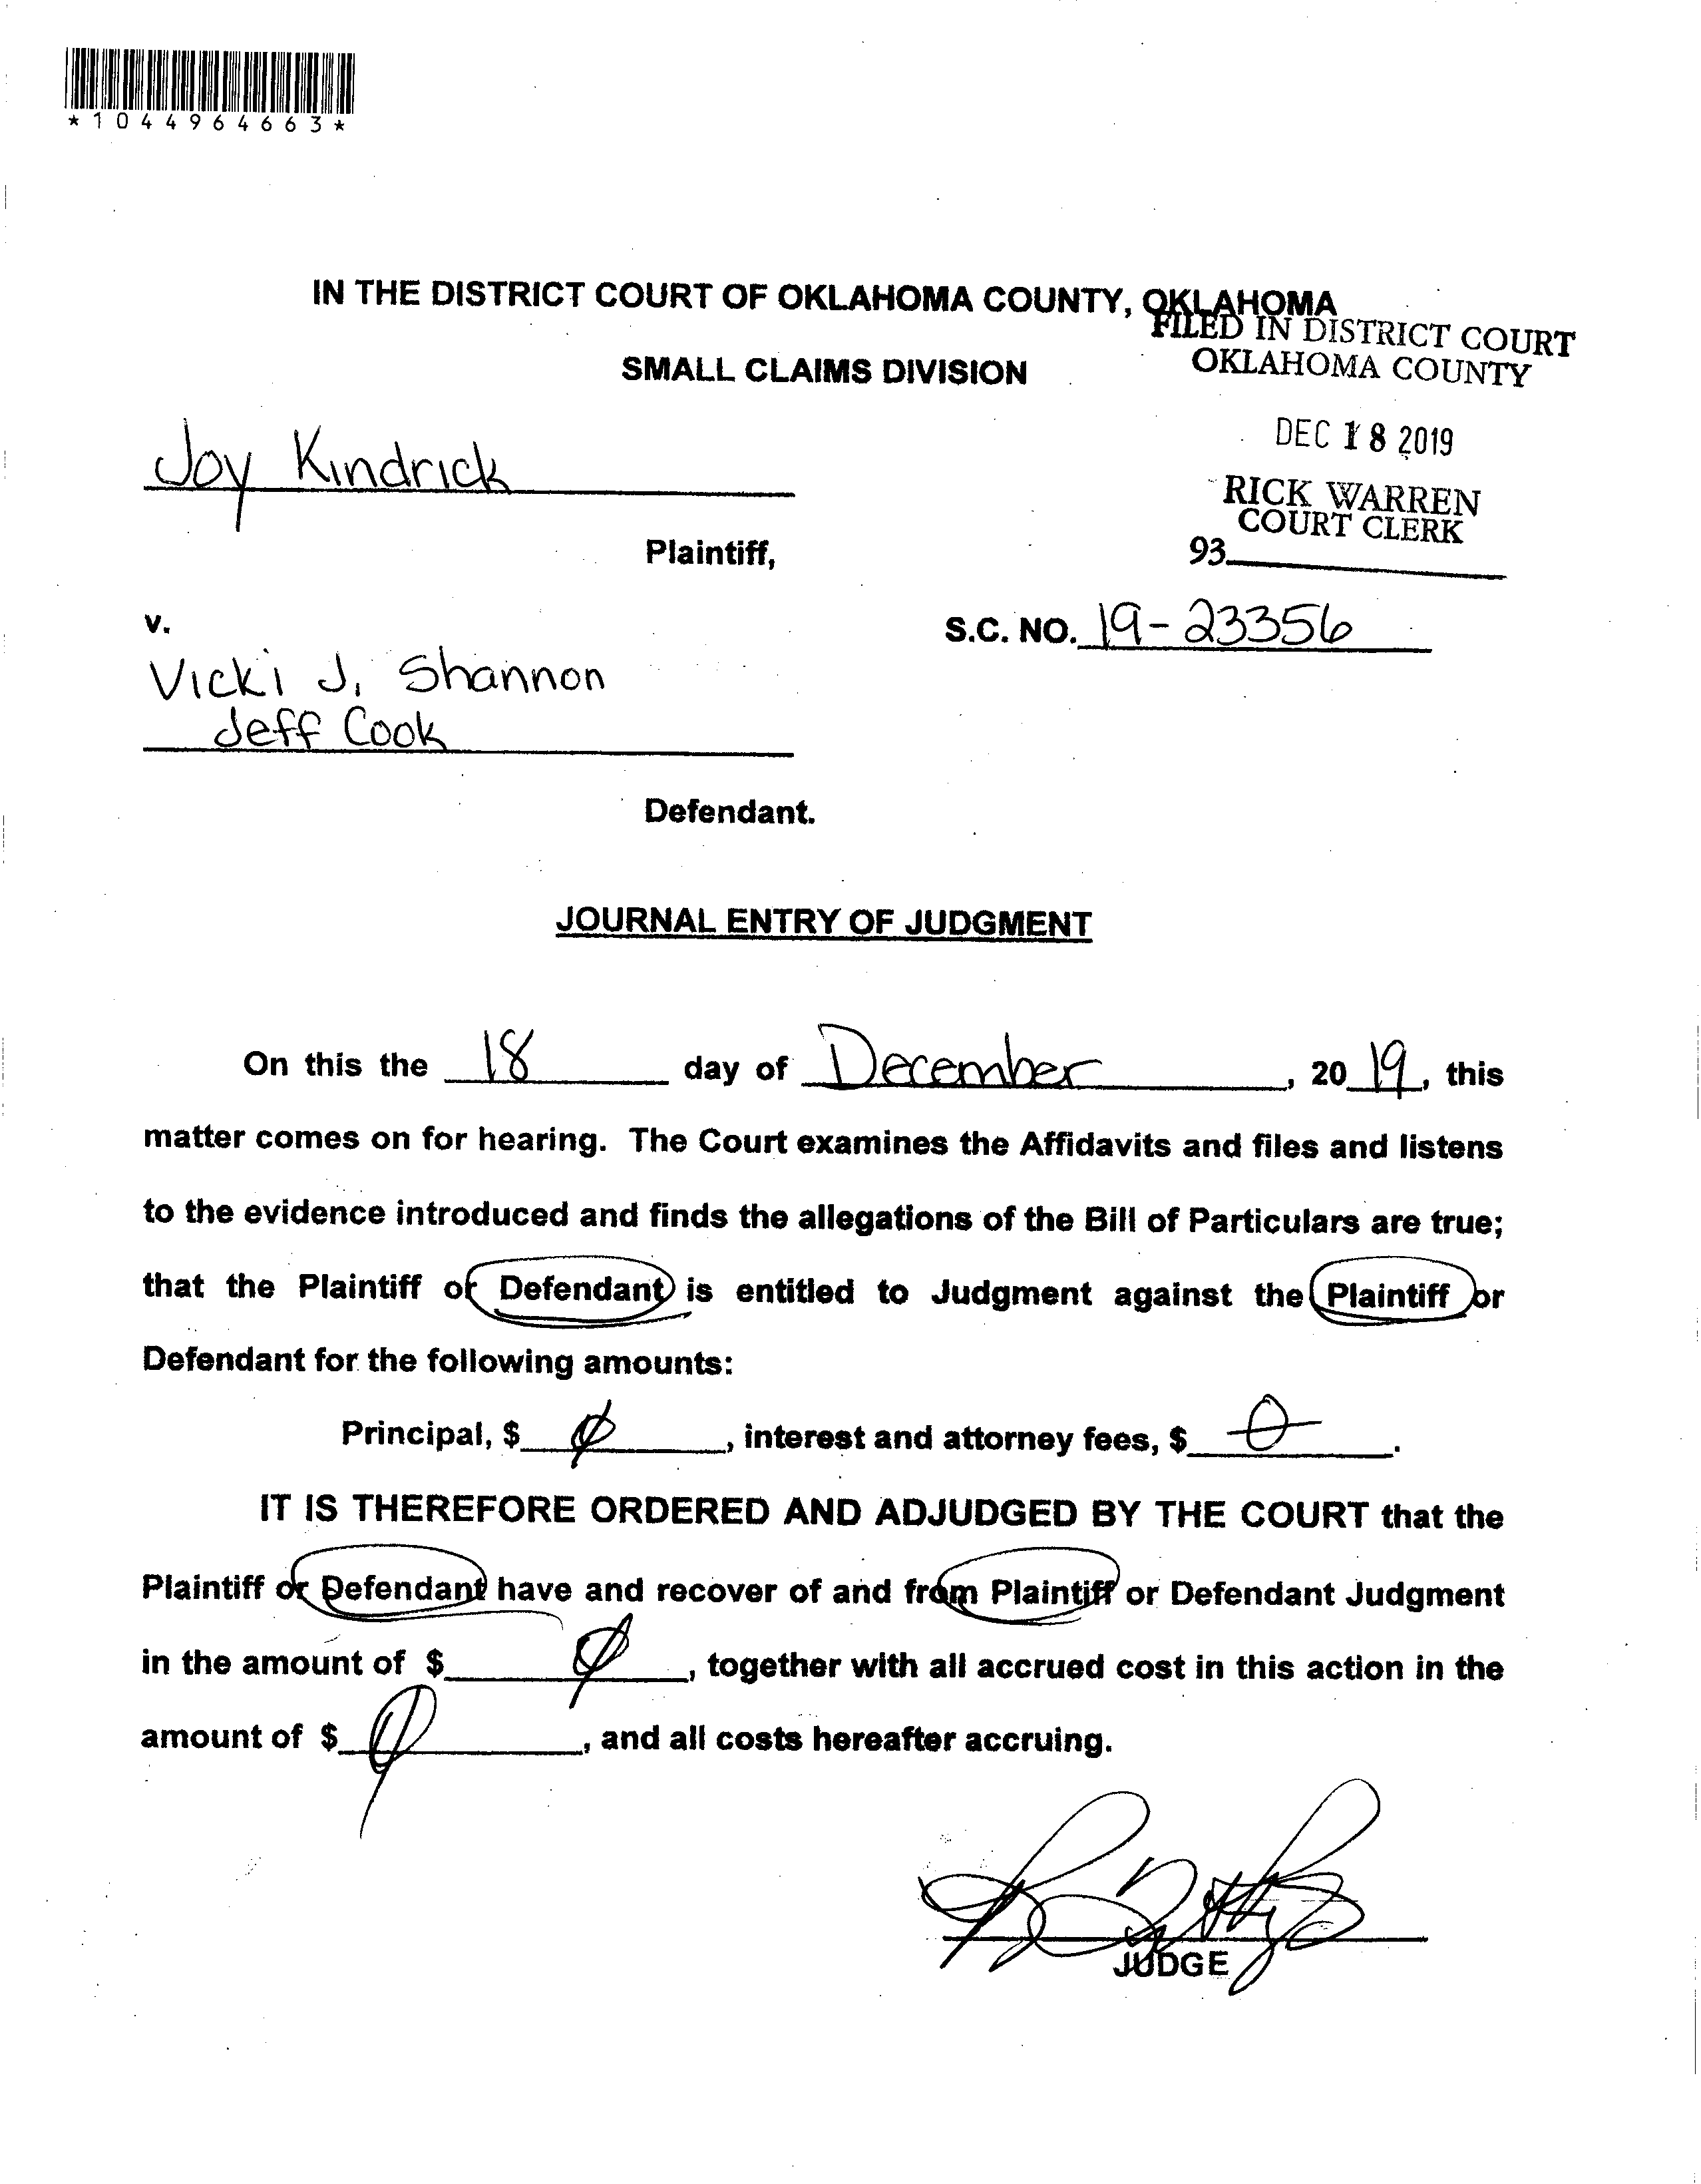 *1044964663*
IN THE DISTRICT COURT OF OKLAHOMA COUNTY, OKLAHOMA
FILED IN DISTRICT COURT
OKLAHOMA COUNTY
SMALL CLAIMS DIVISION
DEC 18 2019
Joy Kindrick
RICK WARREN
COURT CLERK
Plaintiff,
93
v.
S.C. NO. 19-23356
Vicki J. Shannon
Jeff Cook
Defendant.
JOURNAL ENTRY OF JUDGMENT
On this the 18 day of December, 2019, this
matter comes on for hearing. The Court examines the Affidavits and files and listens
to the evidence introduced and finds the allegations of the Bill of Particulars are true;
that the Plaintiff or Defendant is entitled to Judgment against the Plaintiff or
Defendant for the following amounts:
Principal, $ 0, interest and attorney fees, $ 0.
IT IS THEREFORE ORDERED AND ADJUDGED BY THE COURT that the
Plaintiff or Defendant have and recover of and from Plaintiff or Defendant Judgment
in the amount of $ 0, together with all accrued cost in this action in the
amount of $ 0, and all costs hereafter accruing.
JUDGE